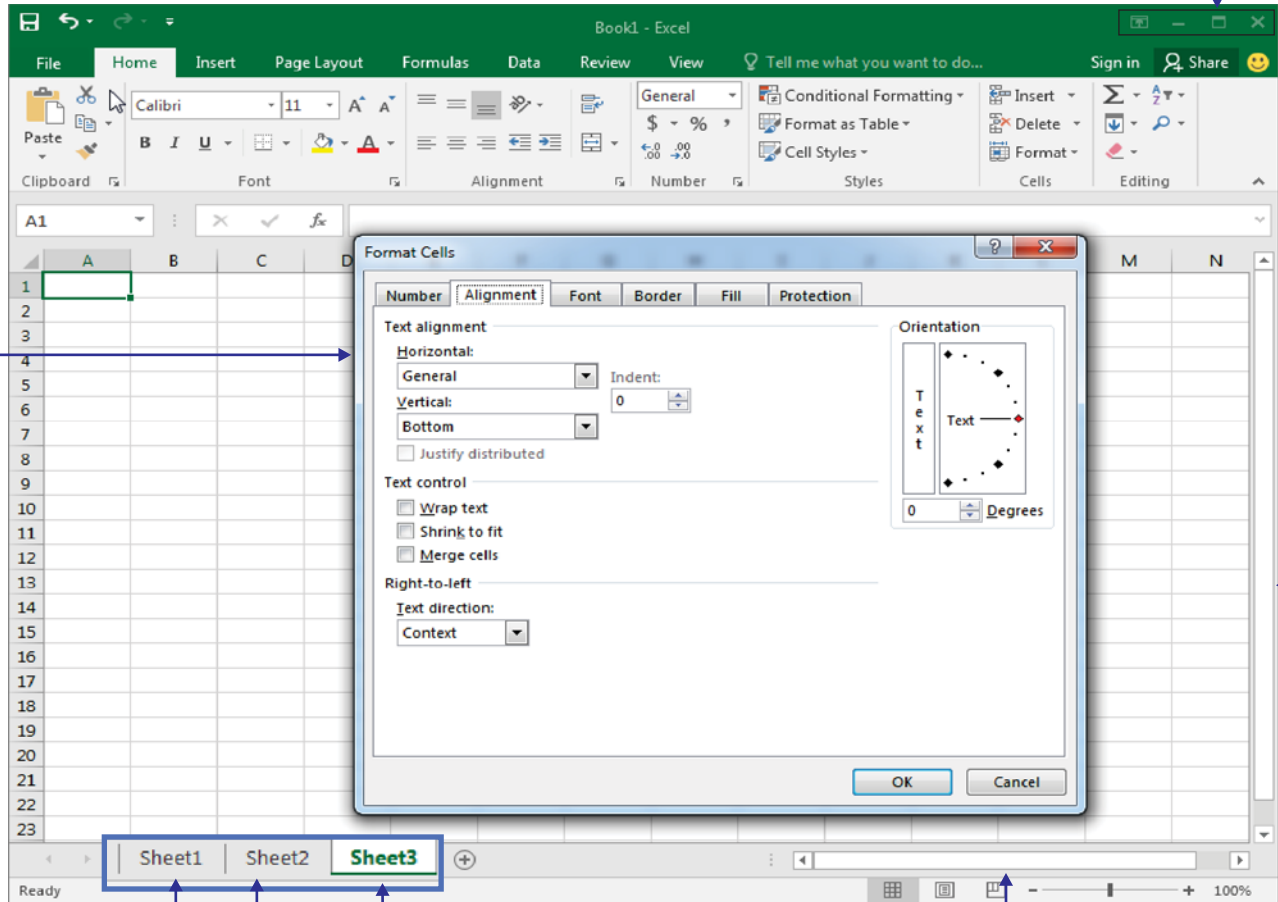 Book1 - Excel
File Home Insert Page Layout Formulas Data Review View Tell me what you want to do... Sign in Share
Calibri 11 A A General Conditional Formatting Insert
Paste B I U A $ % , Format as Table Delete
.0 .00 .00 .0 Cell Styles Format
Clipboard Font Alignment Number Styles Cells Editing
A1 fx
A B C D M N
Format Cells
Number Alignment Font Border Fill Protection
Text alignment
Horizontal:
General
Indent:
0
Vertical:
Bottom
Justify distributed
Text control
Wrap text
Shrink to fit
Merge cells
Right-to-left
Text direction:
Context
Orientation
Text
Text
0 Degrees
OK Cancel
1
2
3
4
5
6
7
8
9
10
11
12
13
14
15
16
17
18
19
20
21
22
23
Sheet1 Sheet2 Sheet3
Ready 100%